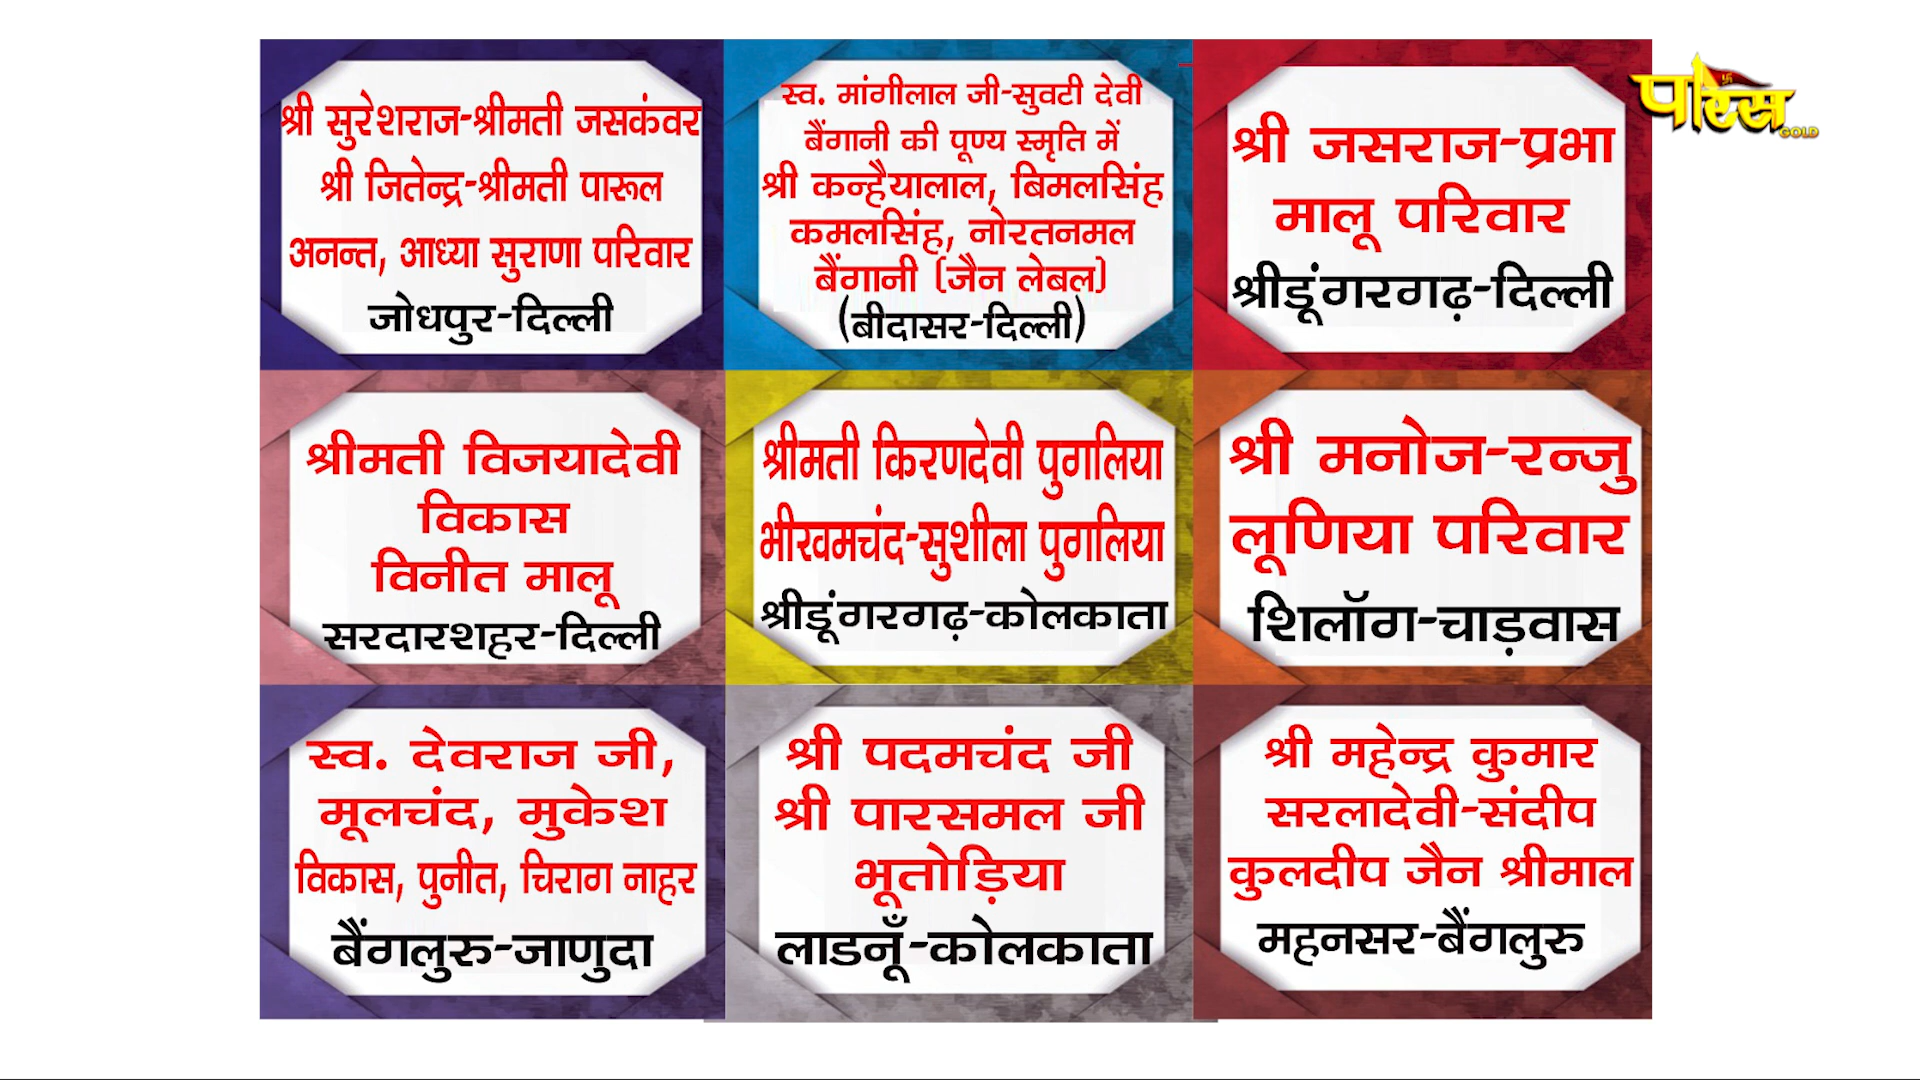 श्री सुरेशराज-श्रीमती जसकंवर
श्री जितेन्द्र-श्रीमती पारूल
अनन्त, आध्या सुराणा परिवार
जोधपुर-दिल्ली
स्व. मांगीलाल जी-सुवटी देवी
बैंगानी की पूण्य स्मृति में
श्री कन्हैयालाल, बिमलसिंह
कमलसिंह, नोरतनमल
बैंगानी (जैन लेबल)
(बीदासर-दिल्ली)
श्री जसराज-प्रभा
मालू परिवार
श्रीडूंगरगढ़-दिल्ली
पारस
GOLD
श्रीमती विजयादेवी
विकास
विनीत मालू
सरदारशहर-दिल्ली
श्रीमती किरणदेवी पुगलिया
भीखमचंद-सुशीला पुगलिया
श्रीडूंगरगढ़-कोलकाता
श्री मनोज-रन्जु
लूणिया परिवार
शिलॉग-चाड़वास
स्व. देवराज जी,
मूलचंद, मुकेश
विकास, पुनीत, चिराग नाहर
बैंगलुरु-जाणुदा
श्री पदमचंद जी
श्री पारसमल जी
भूतोड़िया
लाडनूँ-कोलकाता
श्री महेन्द्र कुमार
सरलादेवी-संदीप
कुलदीप जैन श्रीमाल
महनसर-बैंगलुरु